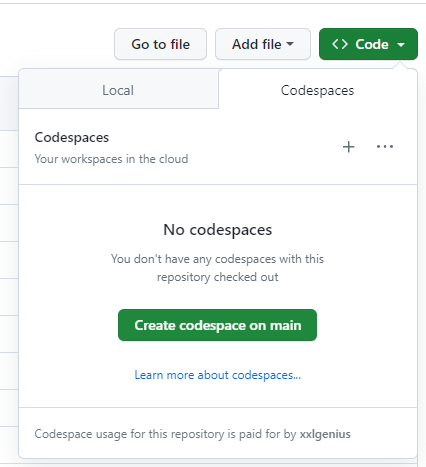 Go to file
Add file
<> Code
Local
Codespaces
Codespaces
Your workspaces in the cloud
No codespaces
You don't have any codespaces with this
repository checked out
Create codespace on main
Learn more about codespaces...
Codespace usage for this repository is paid for by xxlgenius